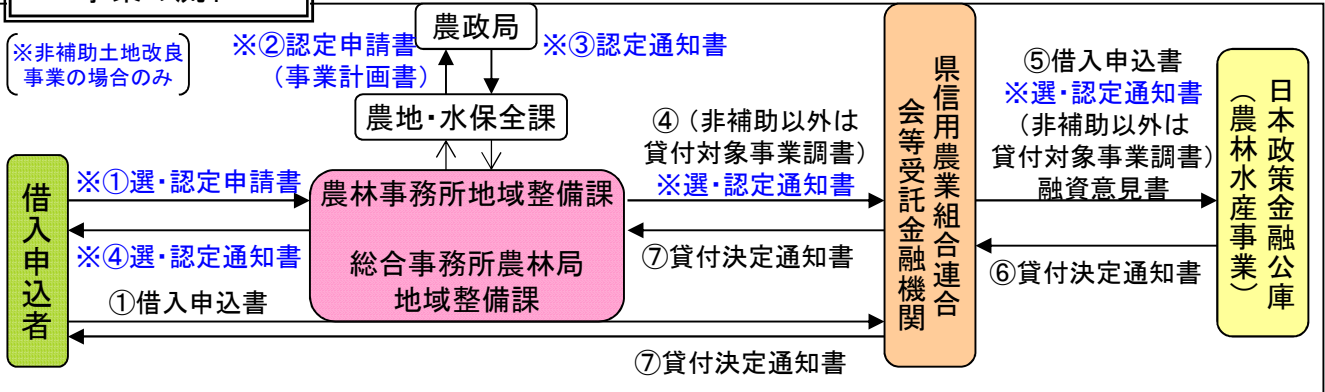 ※非補助土地改良
事業の場合のみ
農政局
※②認定申請書
(事業計画書)
※③認定通知書
農地・水保全課
借入申込者
※①選・認定申請書
※④選・認定通知書
①借入申込書
農林事務所地域整備課
総合事務所農林局
地域整備課
④（非補助以外は
貸付対象事業調書）
※選・認定通知書
⑦貸付決定通知書
⑦貸付決定通知書
県信用農業組合連合
会等受託金融機関
⑤借入申込書
※選・認定通知書
（非補助以外は
貸付対象事業調書）
融資意見書
⑥貸付決定通知書
日本政策金融公庫
（農林水産事業）